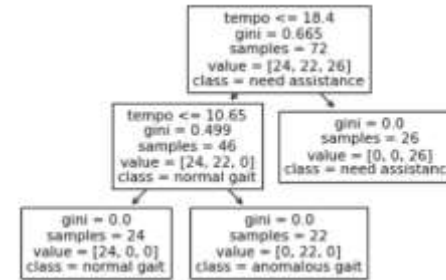 tempo <= 18.4
gini = 0.665
samples = 72
value = [24, 22, 26]
class = need assistance
tempo <= 10.65
gini = 0.499
samples = 46
value = [24, 22, 0]
class = normal gait
gini = 0.0
samples = 26
value = [0, 0, 26]
class = need assistance
gini = 0.0
samples = 24
value = [24, 0, 0]
class = normal gait
gini = 0.0
samples = 22
value = [0, 22, 0]
class = anomalous gait